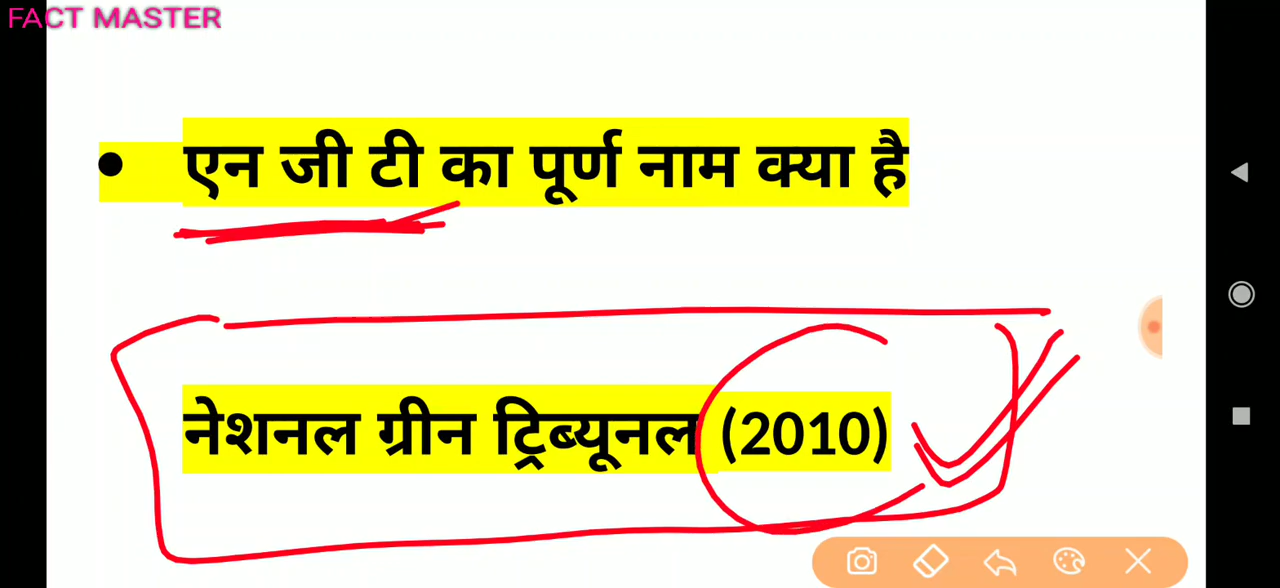 FACT MASTER
• एन जी टी का पूर्ण नाम क्या है
नेशनल ग्रीन ट्रिब्यूनल (2010)